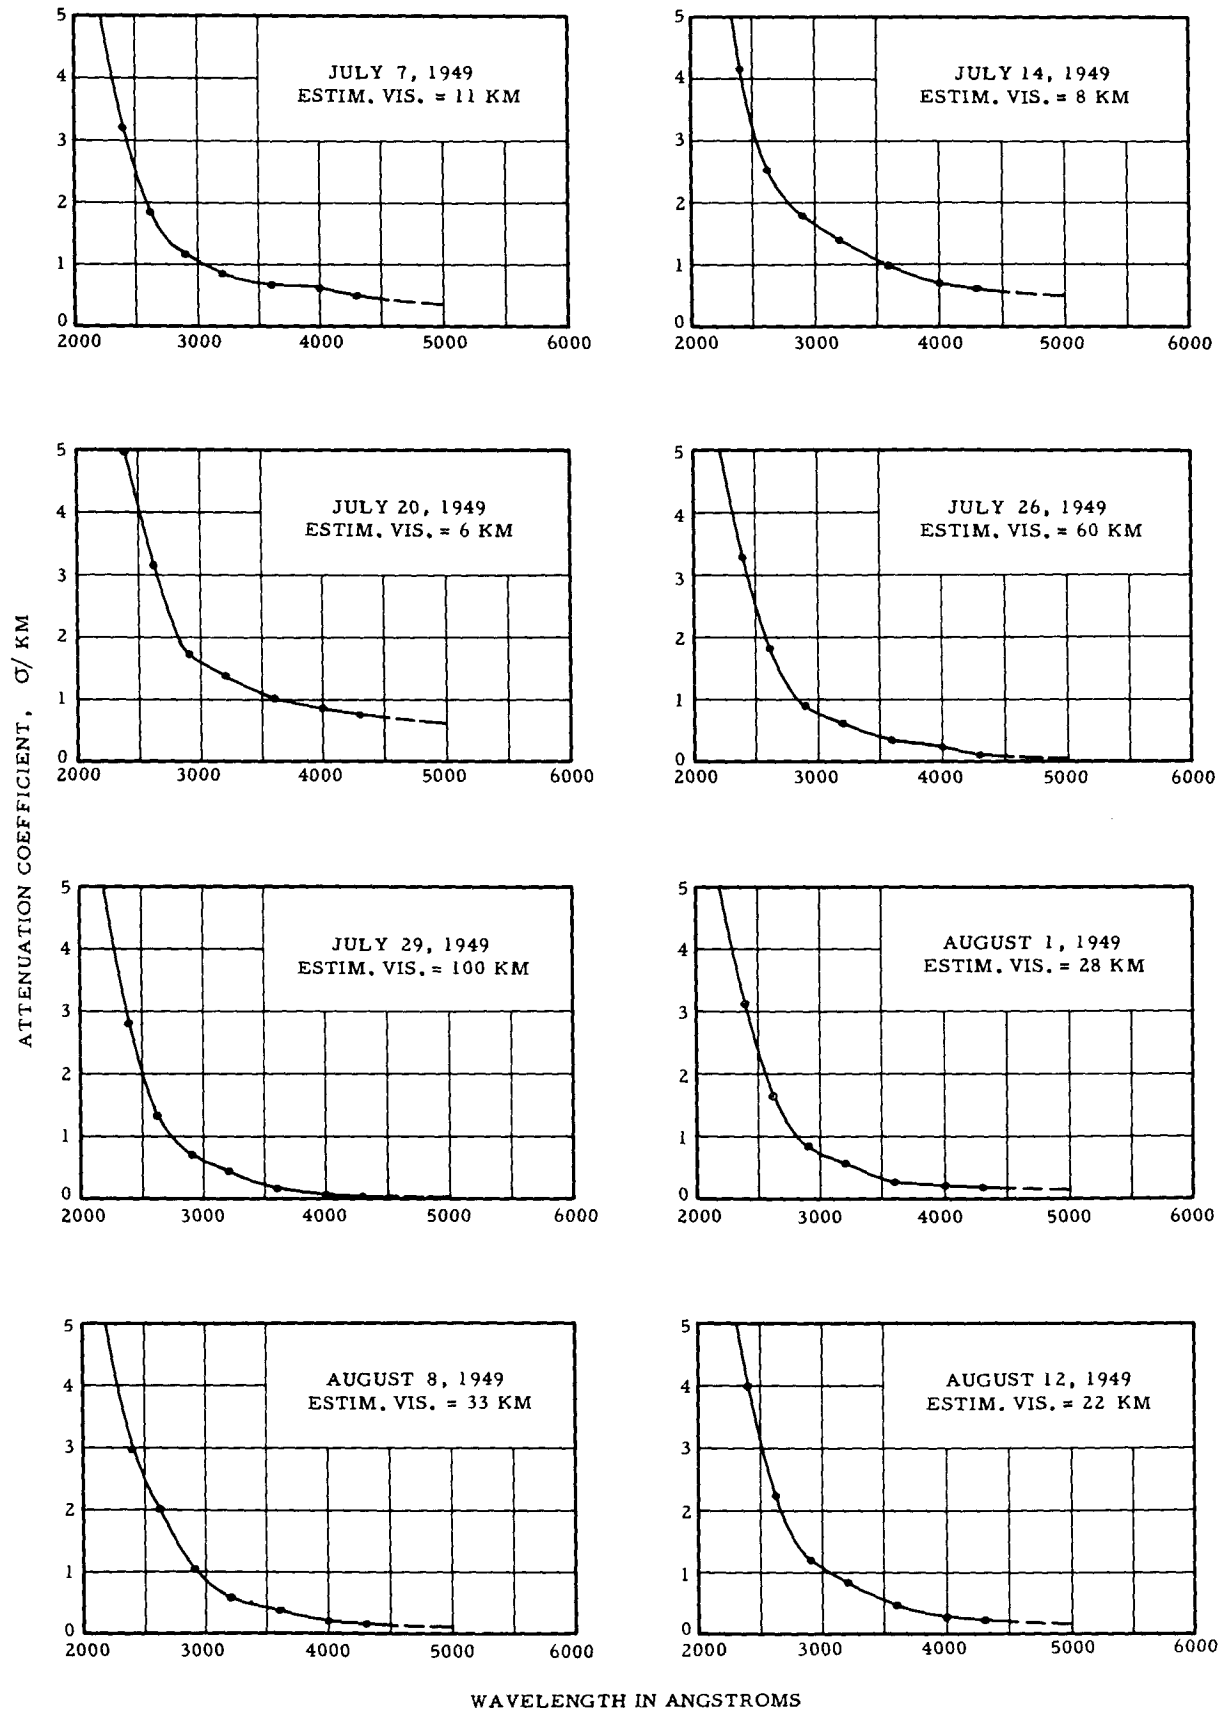 5
4
3
2
1
0
JULY 7, 1949
ESTIM. VIS. = 11 KM
2000 3000 4000 5000 6000
5
4
3
2
1
0
JULY 14, 1949
ESTIM. VIS. = 8 KM
2000 3000 4000 5000 6000
5
4
3
2
1
0
JULY 20, 1949
ESTIM. VIS. = 6 KM
2000 3000 4000 5000 6000
5
4
3
2
1
0
JULY 26, 1949
ESTIM. VIS. = 60 KM
2000 3000 4000 5000 6000
ATTENUATION COEFFICIENT, σ/ KM
5
4
3
2
1
0
JULY 29, 1949
ESTIM. VIS. = 100 KM
2000 3000 4000 5000 6000
5
4
3
2
1
0
AUGUST 1, 1949
ESTIM. VIS. = 28 KM
2000 3000 4000 5000 6000
5
4
3
2
1
0
AUGUST 8, 1949
ESTIM. VIS. = 33 KM
2000 3000 4000 5000 6000
5
4
3
2
1
0
AUGUST 12, 1949
ESTIM. VIS. = 22 KM
2000 3000 4000 5000 6000
WAVELENGTH IN ANGSTROMS